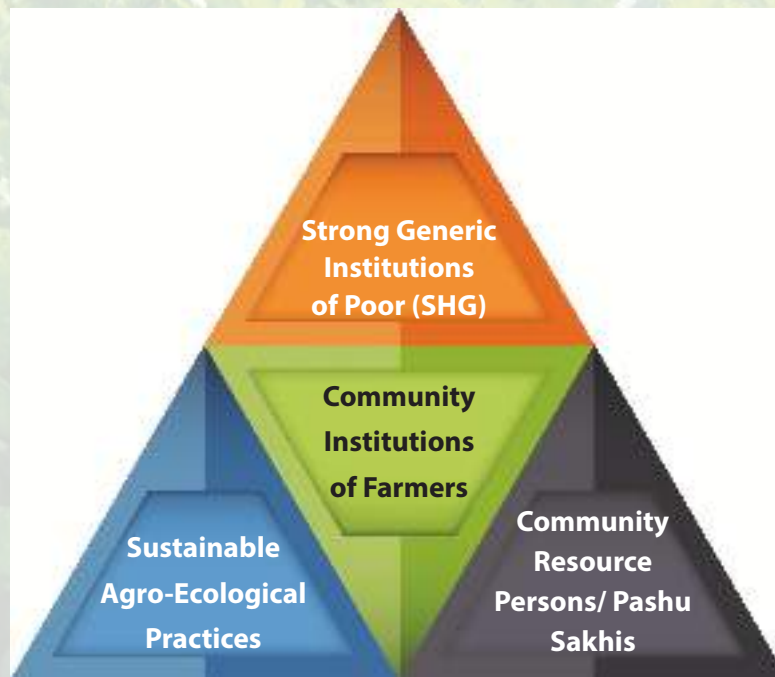 Strong Generic
Institutions
of Poor (SHG)
Community
Institutions
of Farmers
Sustainable
Agro-Ecological
Practices
Community
Resource
Persons/ Pashu
Sakhis